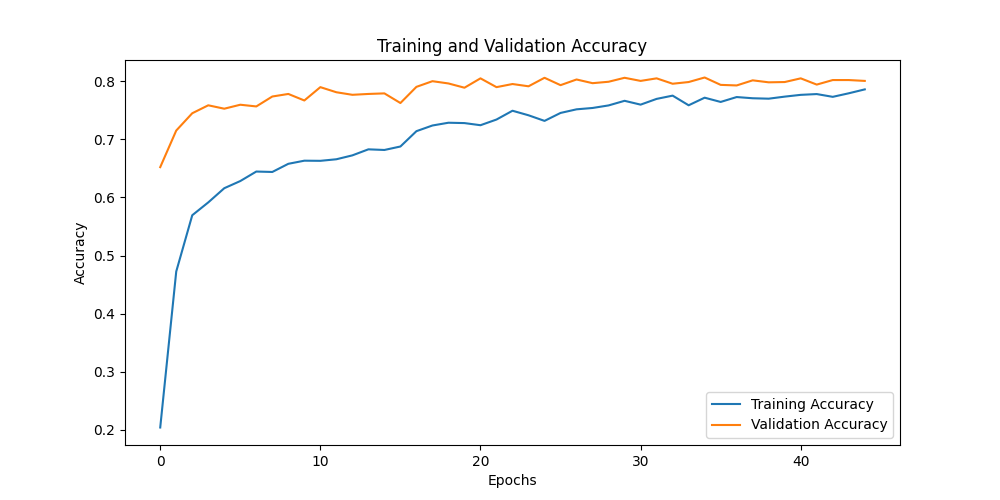 Training and Validation Accuracy
Accuracy
0.8
0.7
0.6
0.5
0.4
0.3
0.2
0 10 20 30 40
Epochs
Training Accuracy
Validation Accuracy